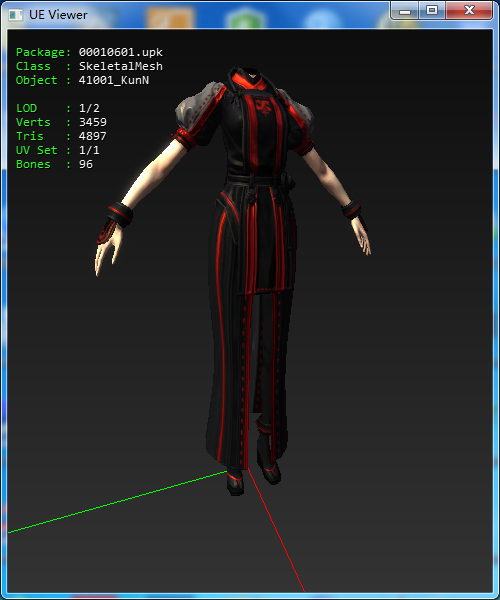 UE Viewer
Package: 00010601.upk
Class : SkeletalMesh
Object : 41001_KunN
LOD : 1/2
Verts : 3459
Tris : 4897
UV Set : 1/1
Bones : 96